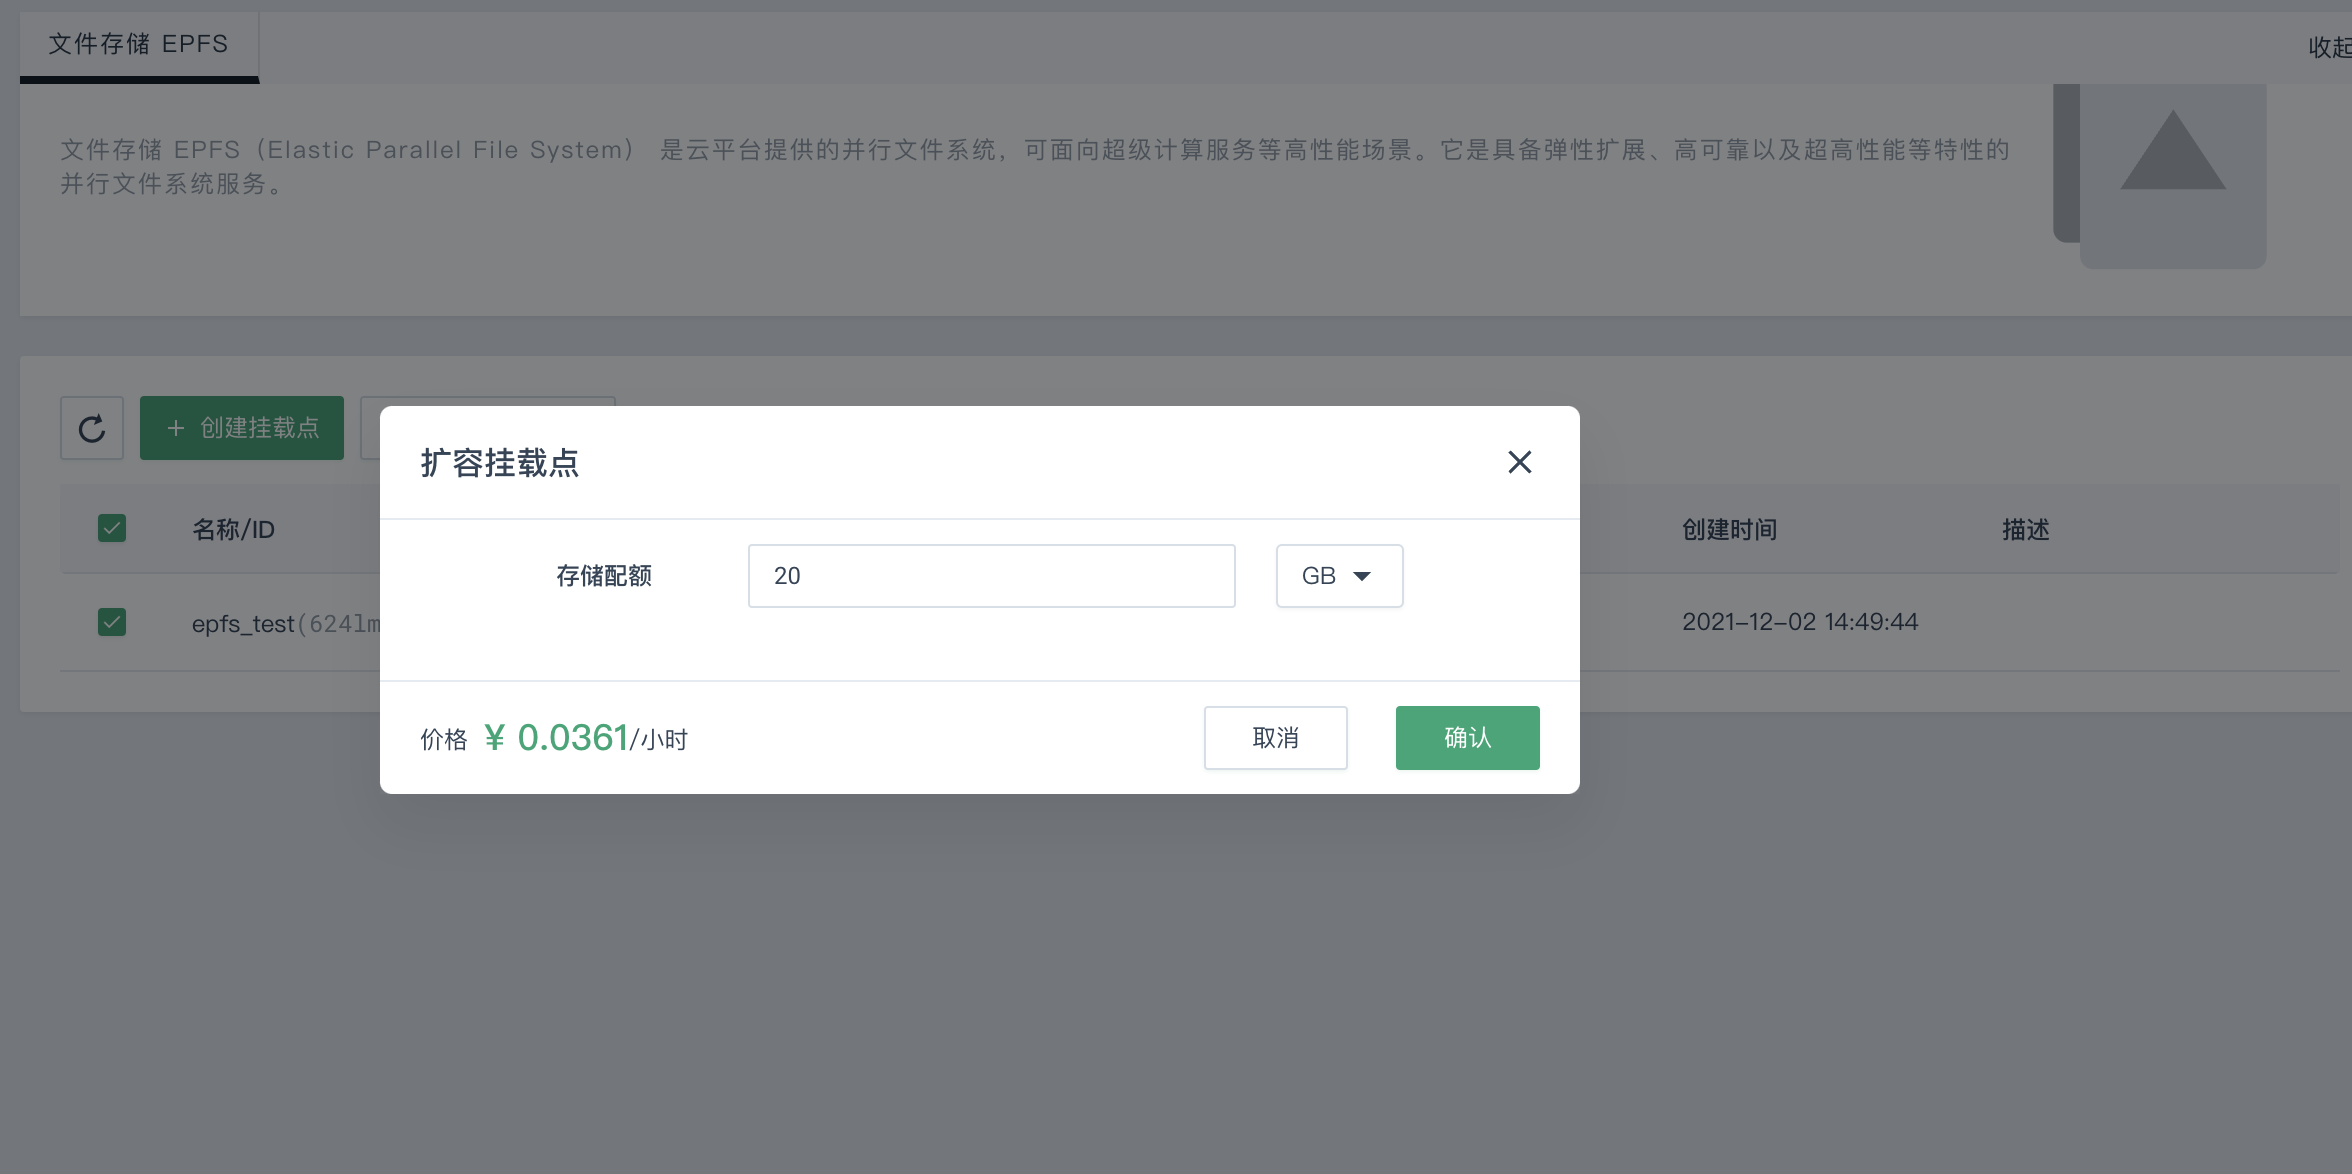 文件存储 EPFS
收起
文件存储 EPFS（Elastic Parallel File System） 是云平台提供的并行文件系统，可面向超级计算服务等高性能场景。它是具备弹性扩展、高可靠以及超高性能等特性的
并行文件系统服务。
+ 创建挂载点
扩容挂载点
名称/ID
创建时间
描述
存储配额
20
GB
epfs_test(624lm
2021-12-02 14:49:44
价格 ¥ 0.0361/小时
取消
确认